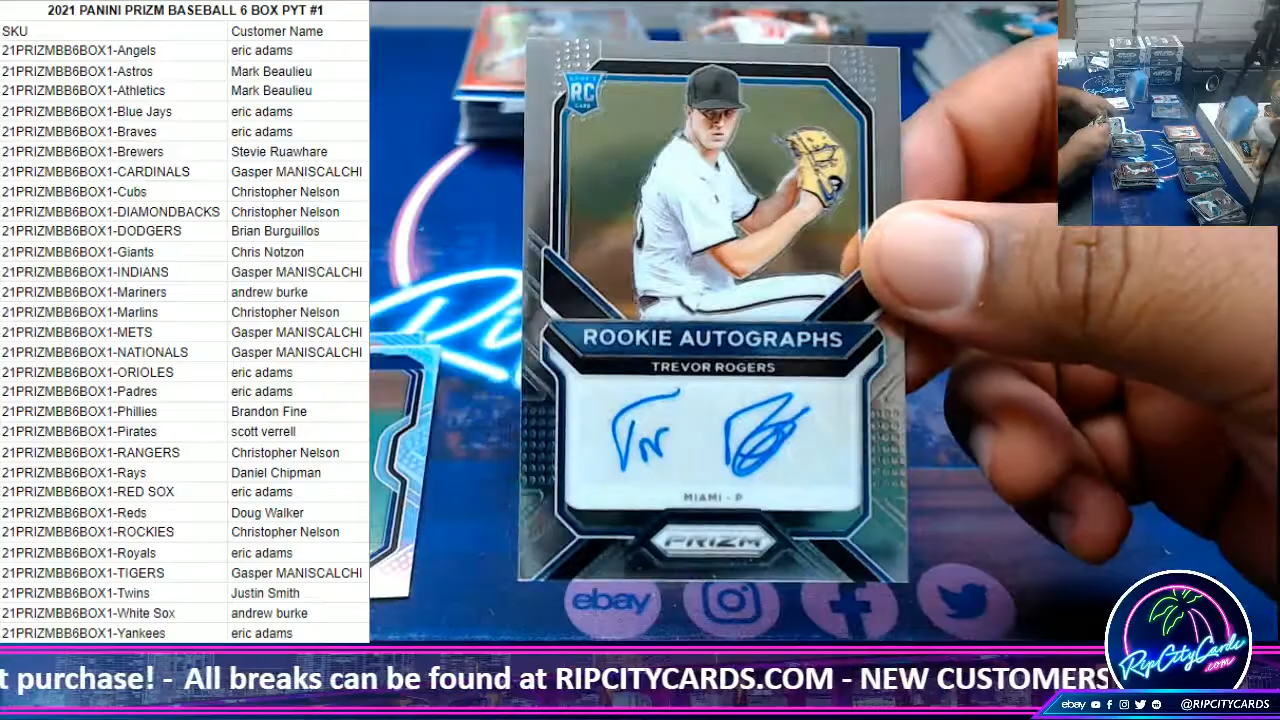 2021 PANINI PRIZM BASEBALL 6 BOX PYT #1
SKU Customer Name
21PRIZMBB6BOX1-Angels eric adams
21PRIZMBB6BOX1-Astros Mark Beaulieu
21PRIZMBB6BOX1-Athletics Mark Beaulieu
21PRIZMBB6BOX1-Blue Jays eric adams
21PRIZMBB6BOX1-Braves eric adams
21PRIZMBB6BOX1-Brewers Stevie Ruawhare
21PRIZMBB6BOX1-CARDINALS Gasper MANISCALCHI
21PRIZMBB6BOX1-Cubs Christopher Nelson
21PRIZMBB6BOX1-DIAMONDBACKS Christopher Nelson
21PRIZMBB6BOX1-DODGERS Brian Burguillos
21PRIZMBB6BOX1-Giants Chris Notzon
21PRIZMBB6BOX1-INDIANS Gasper MANISCALCHI
21PRIZMBB6BOX1-Mariners andrew burke
21PRIZMBB6BOX1-Marlins Christopher Nelson
21PRIZMBB6BOX1-METS Gasper MANISCALCHI
21PRIZMBB6BOX1-NATIONALS Gasper MANISCALCHI
21PRIZMBB6BOX1-ORIOLES eric adams
21PRIZMBB6BOX1-Padres eric adams
21PRIZMBB6BOX1-Phillies Brandon Fine
21PRIZMBB6BOX1-Pirates scott verrell
21PRIZMBB6BOX1-RANGERS Christopher Nelson
21PRIZMBB6BOX1-Rays Daniel Chipman
21PRIZMBB6BOX1-RED SOX eric adams
21PRIZMBB6BOX1-Reds Doug Walker
21PRIZMBB6BOX1-ROCKIES Christopher Nelson
21PRIZMBB6BOX1-Royals eric adams
21PRIZMBB6BOX1-TIGERS Gasper MANISCALCHI
21PRIZMBB6BOX1-Twins Justin Smith
21PRIZMBB6BOX1-White Sox andrew burke
21PRIZMBB6BOX1-Yankees eric adams
RC
CARD
ROOKIE AUTOGRAPHS
TREVOR ROGERS
MIAMI - P
PRIZM
ebay
t purchase! - All breaks can be found at RIPCITYCARDS.COM - NEW CUSTOMERS
RipCityCards
.com
ebay @RIPCITYCARDS